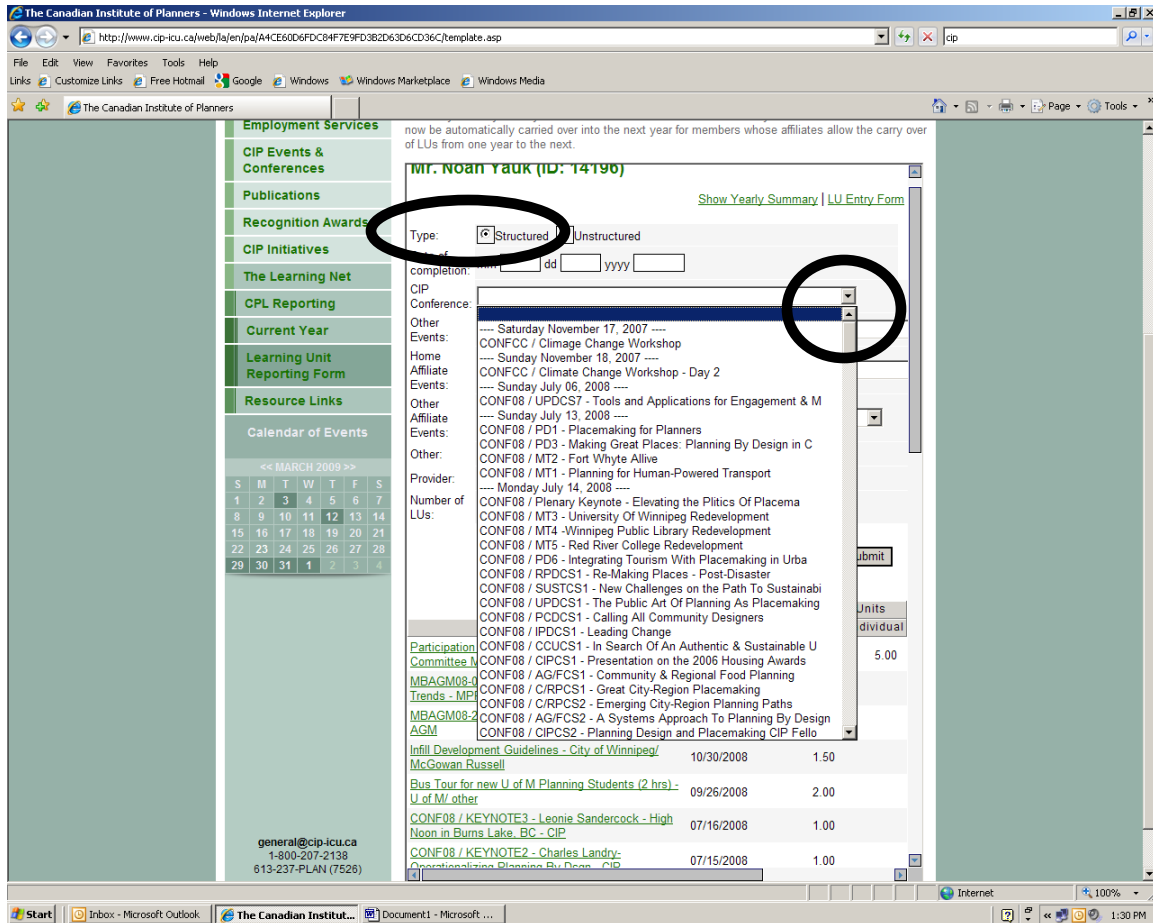 The Canadian Institute of Planners - Windows Internet Explorer
http://www.cip-icu.ca/web/la/en/pa/A4CE60D6FDC84F7E9FD3B2D63D6CD36C/template.asp
cip
File Edit View Favorites Tools Help
Links Customize Links Free Hotmail Google Windows Windows Marketplace Windows Media
The Canadian Institute of Planners
Page Tools
Employment Services
CIP Events &
Conferences
Publications
Recognition Awards
CIP Initiatives
The Learning Net
CPL Reporting
Current Year
Learning Unit
Reporting Form
Resource Links
Calendar of Events
<< MARCH 2009 >>
S M T W T F S
1 2 3 4 5 6 7
8 9 10 11 12 13 14
15 16 17 18 19 20 21
22 23 24 25 26 27 28
29 30 31 1 2 3 4
general@cip-icu.ca
1-800-207-2138
613-237-PLAN (7526)
now be automatically carried over into the next year for members whose affiliates allow the carry over
of LUs from one year to the next.
Mr. Noah Yauk (ID: 14196)
Show Yearly Summary | LU Entry Form
Type: Structured Unstructured
completion: dd yyyy
CIP
Conference:
Other
Events:
Home
Affiliate
Events:
Other
Affiliate
Events:
Other:
Provider:
Number of
LUs:
---- Saturday November 17, 2007 ----
CONFCC / Climage Change Workshop
---- Sunday November 18, 2007 ----
CONFCC / Climate Change Workshop - Day 2
---- Sunday July 06, 2008 ----
CONF08 / UPDCS7 - Tools and Applications for Engagement & M
---- Sunday July 13, 2008 ----
CONF08 / PD1 - Placemaking for Planners
CONF08 / PD3 - Making Great Places: Planning By Design in C
CONF08 / MT2 - Fort Whyte Alive
CONF08 / MT1 - Planning for Human-Powered Transport
---- Monday July 14, 2008 ----
CONF08 / Plenary Keynote - Elevating the Plitics Of Placema
CONF08 / MT3 - University Of Winnipeg Redevelopment
CONF08 / MT4 -Winnipeg Public Library Redevelopment
CONF08 / MT5 - Red River College Redevelopment
CONF08 / PD6 - Integrating Tourism With Placemaking in Urba
CONF08 / RPDCS1 - Re-Making Places - Post-Disaster
CONF08 / SUSTCS1 - New Challenges on the Path To Sustainabi
CONF08 / UPDCS1 - The Public Art Of Planning As Placemaking
CONF08 / PCDCS1 - Calling All Community Designers
CONF08 / IPDCS1 - Leading Change
CONF08 / CCUCS1 - In Search Of An Authentic & Sustainable U
CONF08 / CIPCS1 - Presentation on the 2006 Housing Awards
CONF08 / AG/FCS1 - Community & Regional Food Planning
CONF08 / C/RPCS1 - Great City-Region Placemaking
CONF08 / C/RPCS2 - Emerging City-Region Planning Paths
CONF08 / AG/FCS2 - A Systems Approach To Planning By Design
CONF08 / CIPCS2 - Planning Design and Placemaking CIP Fello
ubmit
Units
dividual
Participation
Committee M
5.00
MBAGM08-0
Trends - MPI
MBAGM08-2
AGM
Infill Development Guidelines - City of Winnipeg/
McGowan Russell
10/30/2008 1.50
Bus Tour for new U of M Planning Students (2 hrs) -
U of M/ other
09/26/2008 2.00
CONF08 / KEYNOTE3 - Leonie Sandercock - High
Noon in Burns Lake, BC - CIP
07/16/2008 1.00
CONF08 / KEYNOTE2 - Charles Landry-
Operationalizing Planning By Dsgn - CIP
07/15/2008 1.00
Internet 100%
Start Inbox - Microsoft Outlook The Canadian Institut... Document1 - Microsoft ... 1:30 PM